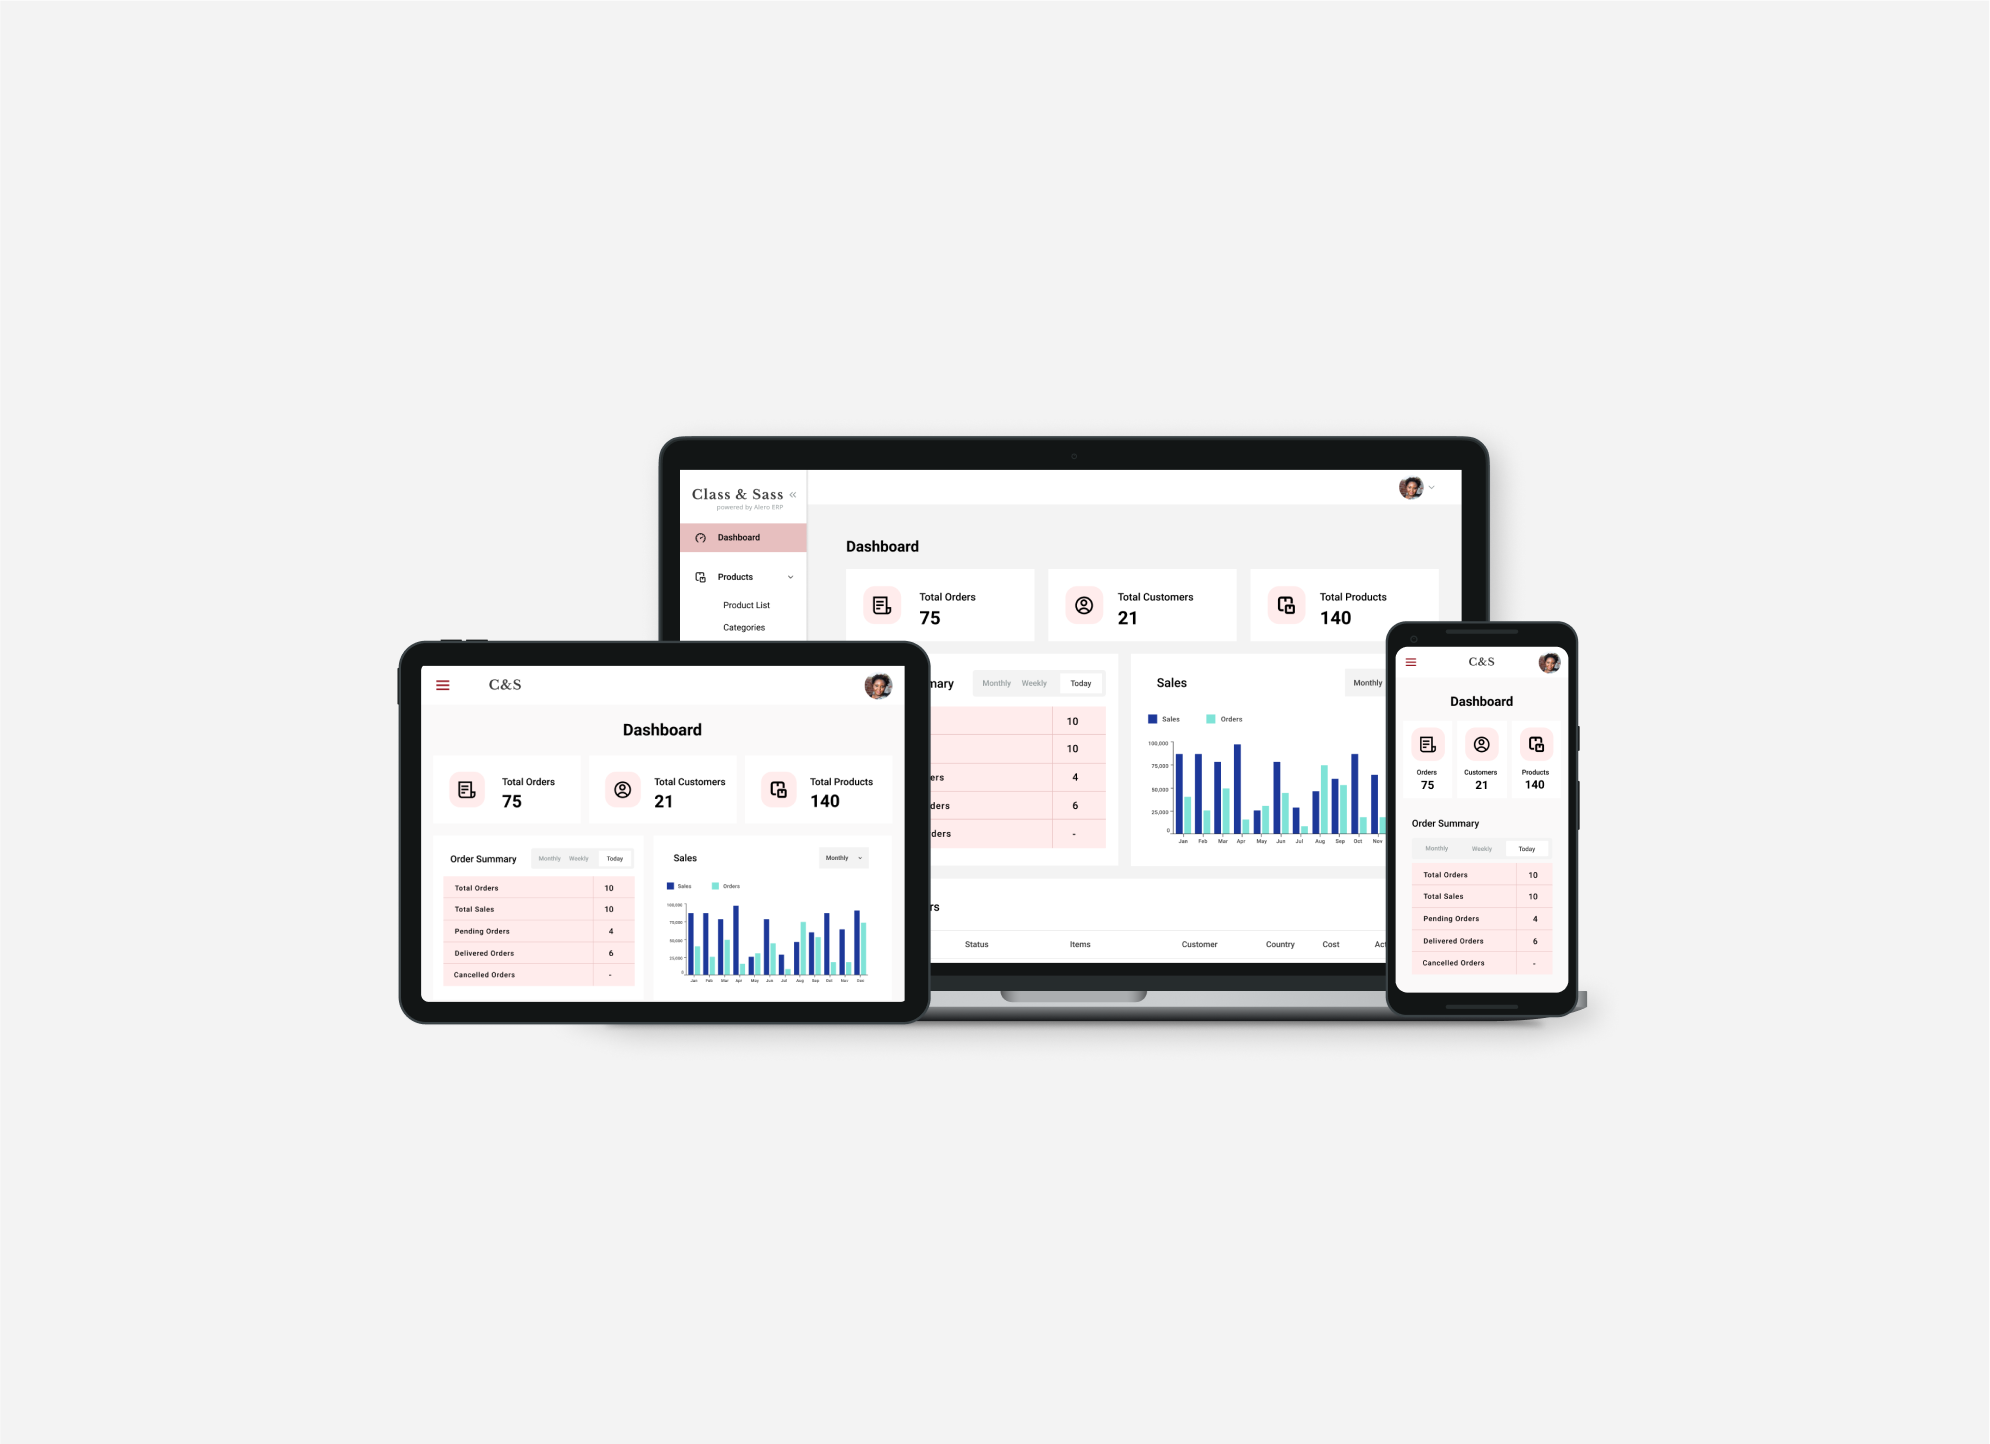 Class & Sass «
powered by Alero ERP
Dashboard
Products
Product List
Categories
Dashboard
Total Orders
75
Total Customers
21
Total Products
140
mary
Monthly Weekly Today
10
10
ers 4
ders 6
ders -
Sales
Monthly
Sales Orders
100,000
75,000
50,000
25,000
0
Jan Feb Mar Apr May Jun Jul Aug Sep Oct Nov
rs
Status Items Customer Country Cost Act
C&S
Dashboard
Total Orders
75
Total Customers
21
Total Products
140
Order Summary
Monthly Weekly Today
Total Orders 10
Total Sales 10
Pending Orders 4
Delivered Orders 6
Cancelled Orders -
Sales
Monthly
Sales Orders
100,000
75,000
50,000
25,000
0
Jan Feb Mar Apr May Jun Jul Aug Sep Oct Nov Dec
C&S
Dashboard
Orders
75
Customers
21
Products
140
Order Summary
Monthly Weekly Today
Total Orders 10
Total Sales 10
Pending Orders 4
Delivered Orders 6
Cancelled Orders -